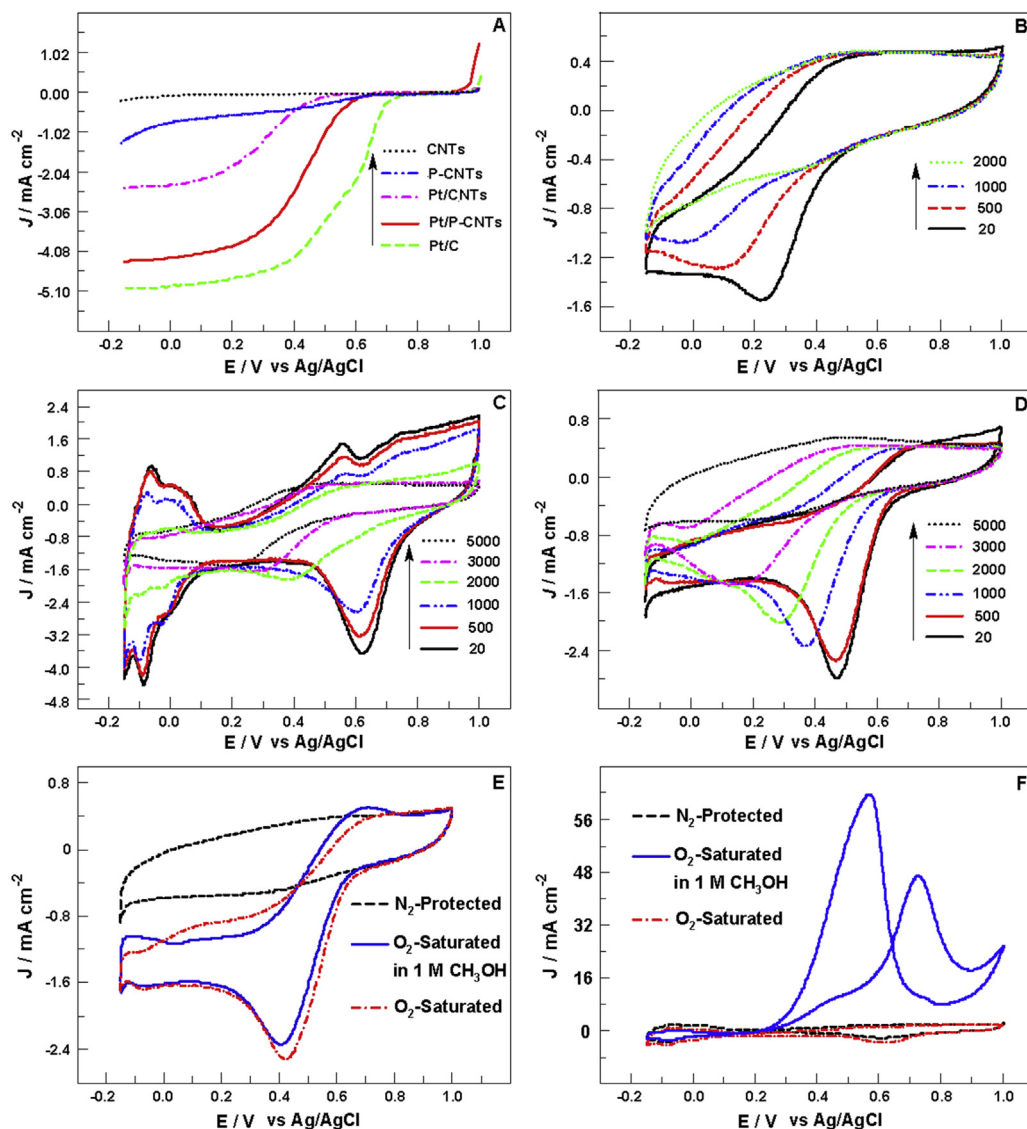 A
1.02
0.00
-1.02
-2.04
-3.06
-4.08
-5.10
J / mA cm-2
CNTs
P-CNTs
Pt/CNTs
Pt/P-CNTs
Pt/C
-0.2 0.0 0.2 0.4 0.6 0.8 1.0
E / V vs Ag/AgCl
B
0.4
0.0
-0.4
-0.8
-1.2
-1.6
J / mA cm-2
2000
1000
500
20
-0.2 0.0 0.2 0.4 0.6 0.8 1.0
E / V vs Ag/AgCl
C
2.4
1.6
0.8
0.0
-0.8
-1.6
-2.4
-3.2
-4.0
-4.8
J / mA cm-2
5000
3000
2000
1000
500
20
-0.2 0.0 0.2 0.4 0.6 0.8 1.0
E / V vs Ag/AgCl
D
0.8
0.0
-0.8
-1.6
-2.4
J / mA cm-2
5000
3000
2000
1000
500
20
-0.2 0.0 0.2 0.4 0.6 0.8 1.0
E / V vs Ag/AgCl
E
0.8
0
-0.8
-1.6
-2.4
J / mA cm-2
N2-Protected
O2-Saturated
in 1 M CH3OH
O2-Saturated
-0.2 0.0 0.2 0.4 0.6 0.8 1.0
E / V vs Ag/AgCl
F
56
48
32
16
0
J / mA cm-2
N2-Protected
O2-Saturated
in 1 M CH3OH
O2-Saturated
-0.2 0.0 0.2 0.4 0.6 0.8 1.0
E / V vs Ag/AgCl